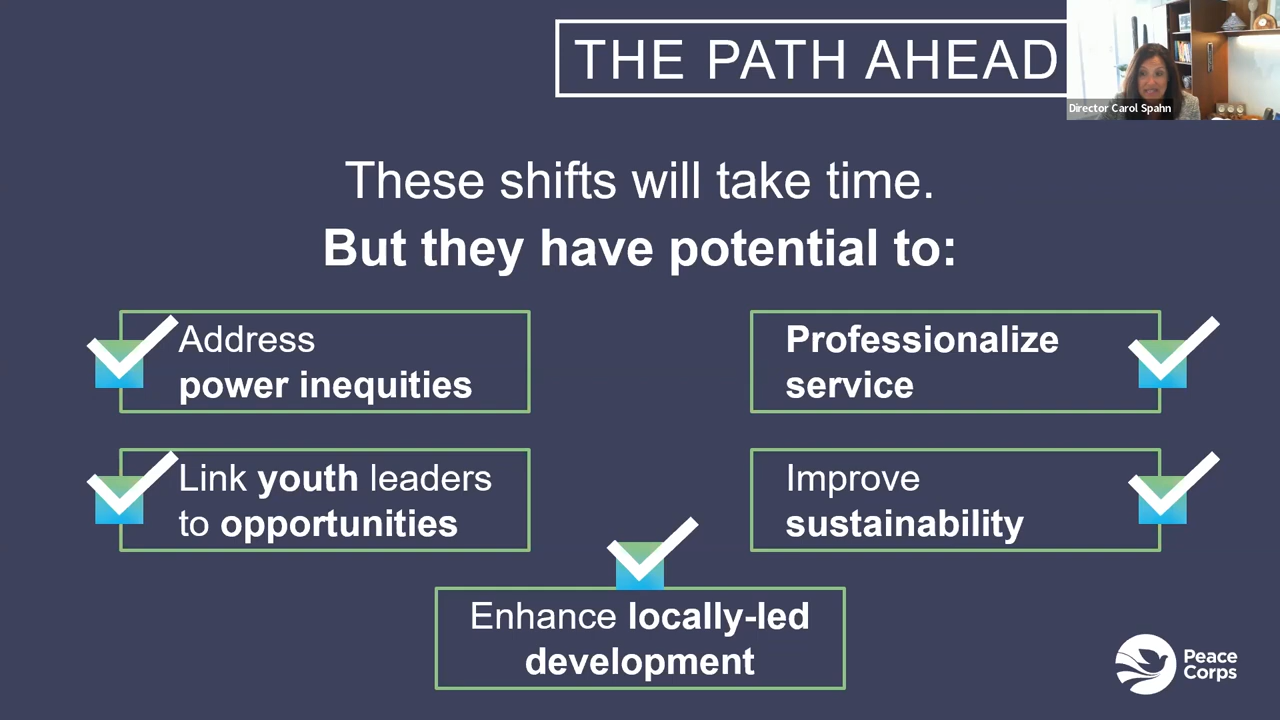 THE PATH AHEAD
Director Carol Spahn
These shifts will take time.
But they have potential to:
Address
power inequities
Professionalize
service
Link youth leaders
to opportunities
Improve
sustainability
Enhance locally-led
development
Peace
Corps